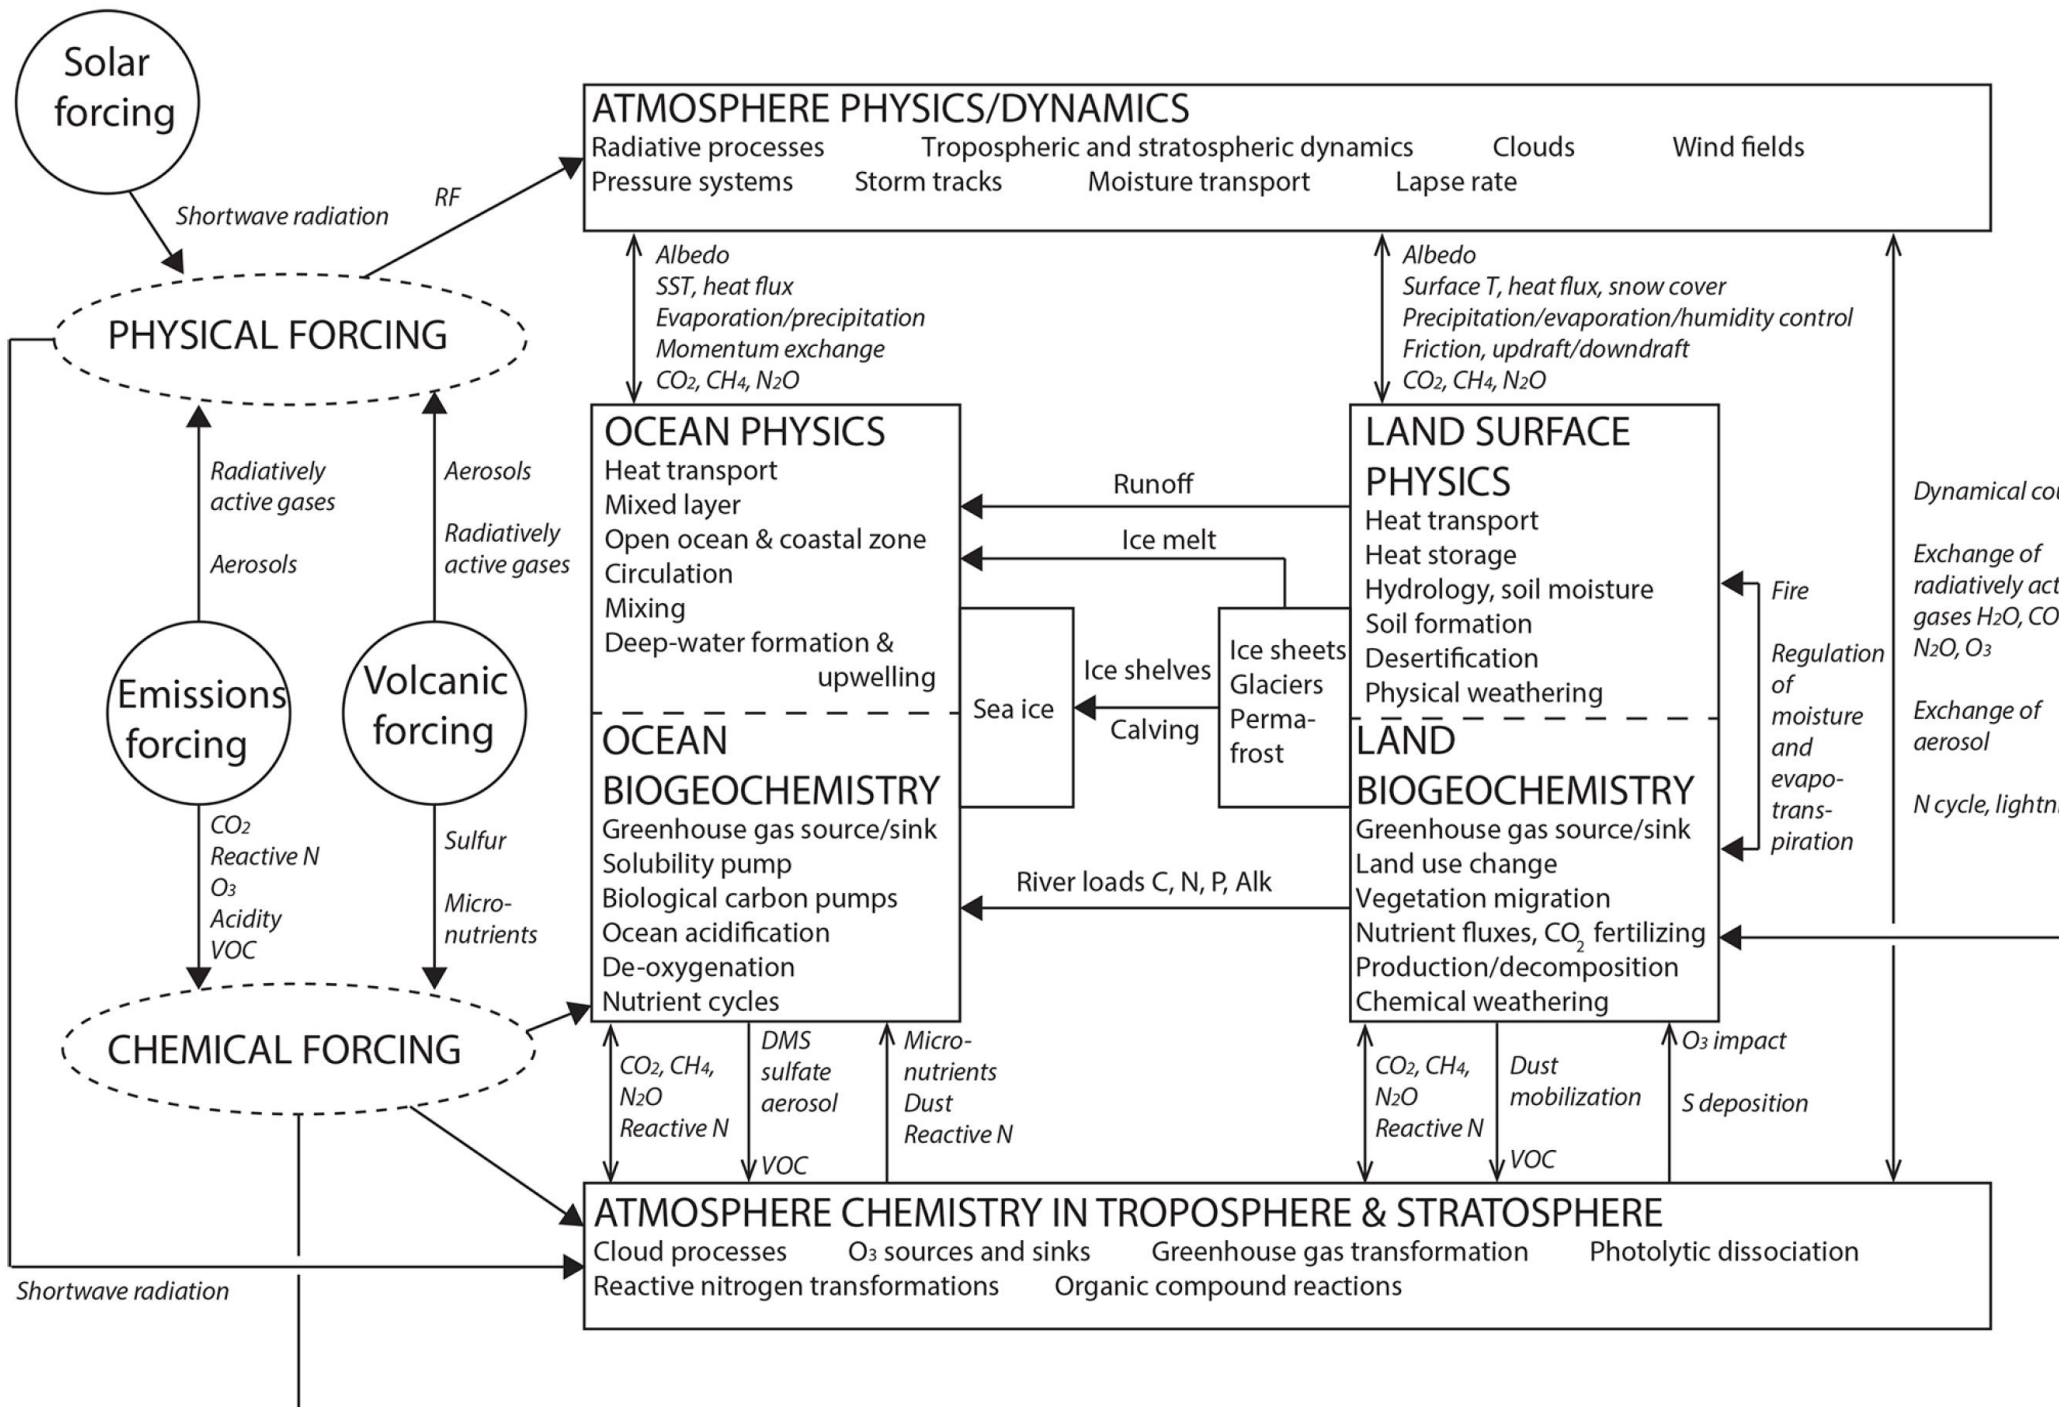 Solar
forcing
Shortwave radiation
RF
PHYSICAL FORCING
ATMOSPHERE PHYSICS/DYNAMICS
Radiative processes Tropospheric and stratospheric dynamics Clouds Wind fields
Pressure systems Storm tracks Moisture transport Lapse rate
Albedo
SST, heat flux
Evaporation/precipitation
Momentum exchange
CO2, CH4, N2O
Albedo
Surface T, heat flux, snow cover
Precipitation/evaporation/humidity control
Friction, updraft/downdraft
CO2, CH4, N2O
Radiatively
active gases
Aerosols
Aerosols
Radiatively
active gases
Emissions
forcing
Volcanic
forcing
CO2
Reactive N
O3
Acidity
VOC
Sulfur
Micro-
nutrients
CHEMICAL FORCING
OCEAN PHYSICS
Heat transport
Mixed layer
Open ocean & coastal zone
Circulation
Mixing
Deep-water formation &
upwelling
OCEAN
BIOGEOCHEMISTRY
Greenhouse gas source/sink
Solubility pump
Biological carbon pumps
Ocean acidification
De-oxygenation
Nutrient cycles
Runoff
Ice melt
Sea ice
Ice shelves
Calving
Ice sheets
Glaciers
Perma-
frost
River loads C, N, P, Alk
LAND SURFACE
PHYSICS
Heat transport
Heat storage
Hydrology, soil moisture
Soil formation
Desertification
Physical weathering
LAND
BIOGEOCHEMISTRY
Greenhouse gas source/sink
Land use change
Vegetation migration
Nutrient fluxes, CO2 fertilizing
Production/decomposition
Chemical weathering
Fire
Regulation
of
moisture
and
evapo-
trans-
piration
Dynamical
Exchange of
radiatively
gases H2O,
N2O, O3
Exchange of
aerosol
N cycle,
CO2, CH4,
N2O
Reactive N
DMS
sulfate
aerosol
VOC
Micro-
nutrients
Dust
Reactive N
CO2, CH4,
N2O
Reactive N
Dust
mobilization
VOC
O3 impact
S deposition
ATMOSPHERE CHEMISTRY IN TROPOSPHERE & STRATOSPHERE
Cloud processes O3 sources and sinks Greenhouse gas transformation Photolytic dissociation
Reactive nitrogen transformations Organic compound reactions
Shortwave radiation